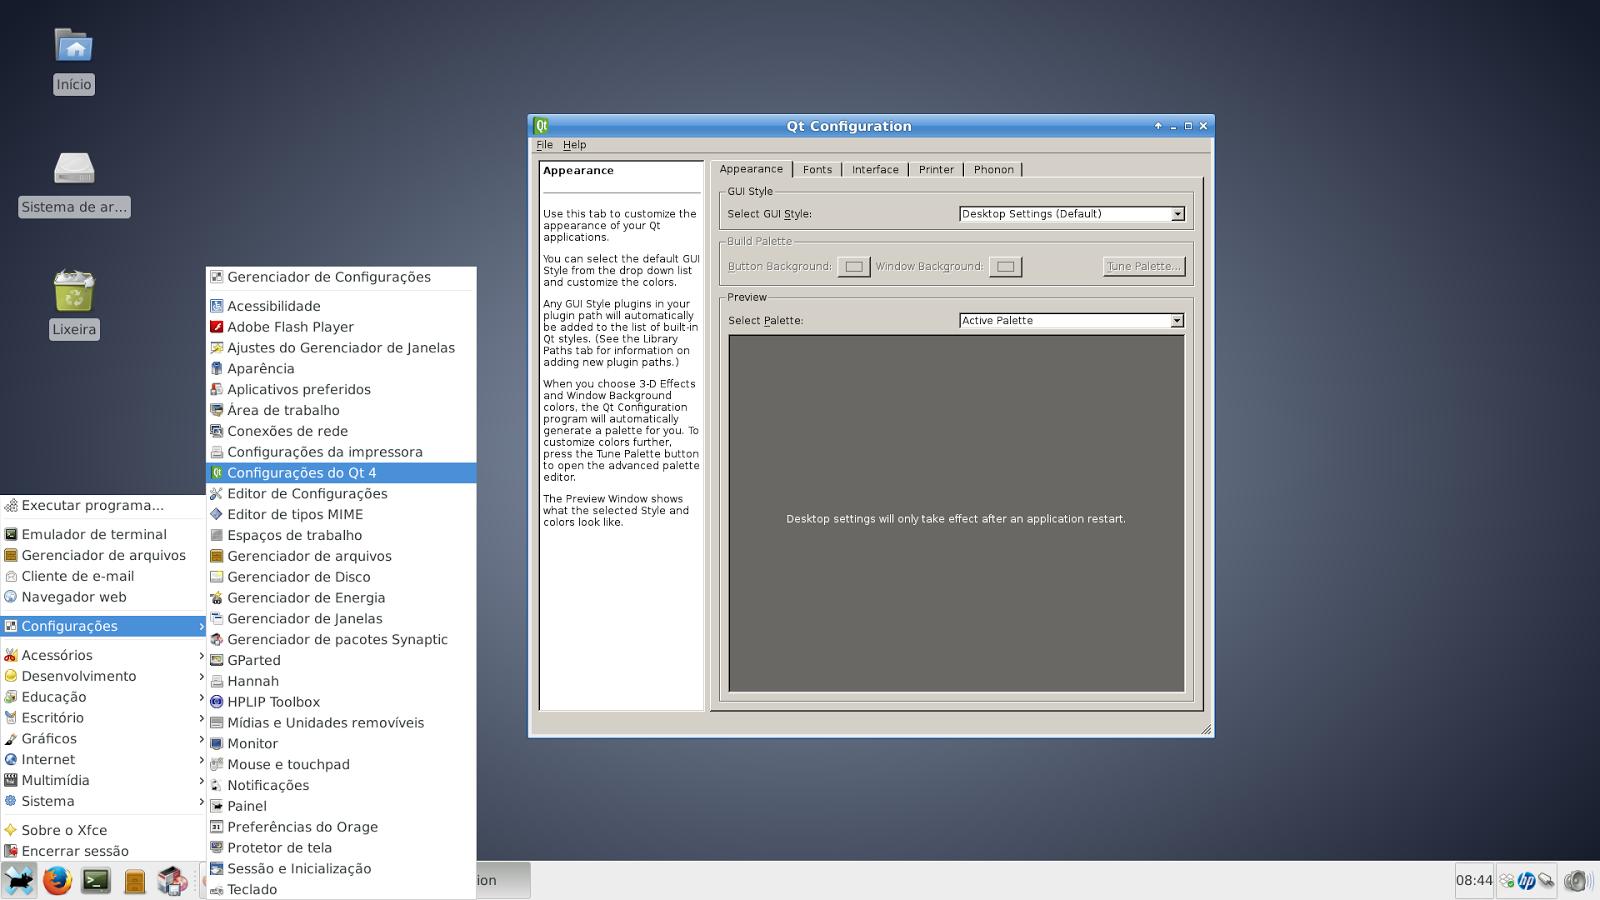 Início
Sistema de ar...
Lixeira
Gerenciador de Configurações
Acessibilidade
Adobe Flash Player
Ajustes do Gerenciador de Janelas
Aparência
Aplicativos preferidos
Área de trabalho
Conexões de rede
Configurações da impressora
Configurações do Qt 4
Editor de Configurações
Editor de tipos MIME
Espaços de trabalho
Gerenciador de arquivos
Gerenciador de Disco
Gerenciador de Energia
Gerenciador de Janelas
Gerenciador de pacotes Synaptic
GParted
Hannah
HPLIP Toolbox
Mídias e Unidades removíveis
Monitor
Mouse e touchpad
Notificações
Painel
Preferências do Orage
Protetor de tela
Sessão e Inicialização
Teclado
Executar programa...
Emulador de terminal
Gerenciador de arquivos
Cliente de e-mail
Navegador web
Configurações
Acessórios
Desenvolvimento
Educação
Escritório
Gráficos
Internet
Multimídia
Sistema
Sobre o Xfce
Encerrar sessão
Qt Configuration
File Help
Appearance
Use this tab to customize the
appearance of your Qt
applications.
You can select the default GUI
Style from the drop down list
and customize the colors.
Any GUI Style plugins in your
plugin path will automatically
be added to the list of built-in
Qt styles. (See the Library
Paths tab for information on
adding new plugin paths.)
When you choose 3-D Effects
and Window Background
colors, the Qt Configuration
program will automatically
generate a palette for you. To
customize colors further,
press the Tune Palette button
to open the advanced palette
editor.
The Preview Window shows
what the selected Style and
colors look like.
Appearance Fonts Interface Printer Phonon
GUI Style
Select GUI Style: Desktop Settings (Default)
Build Palette
Button Background: Window Background: Tune Palette...
Preview
Select Palette: Active Palette
Desktop settings will only take effect after an application restart.
ion
08:44
hp